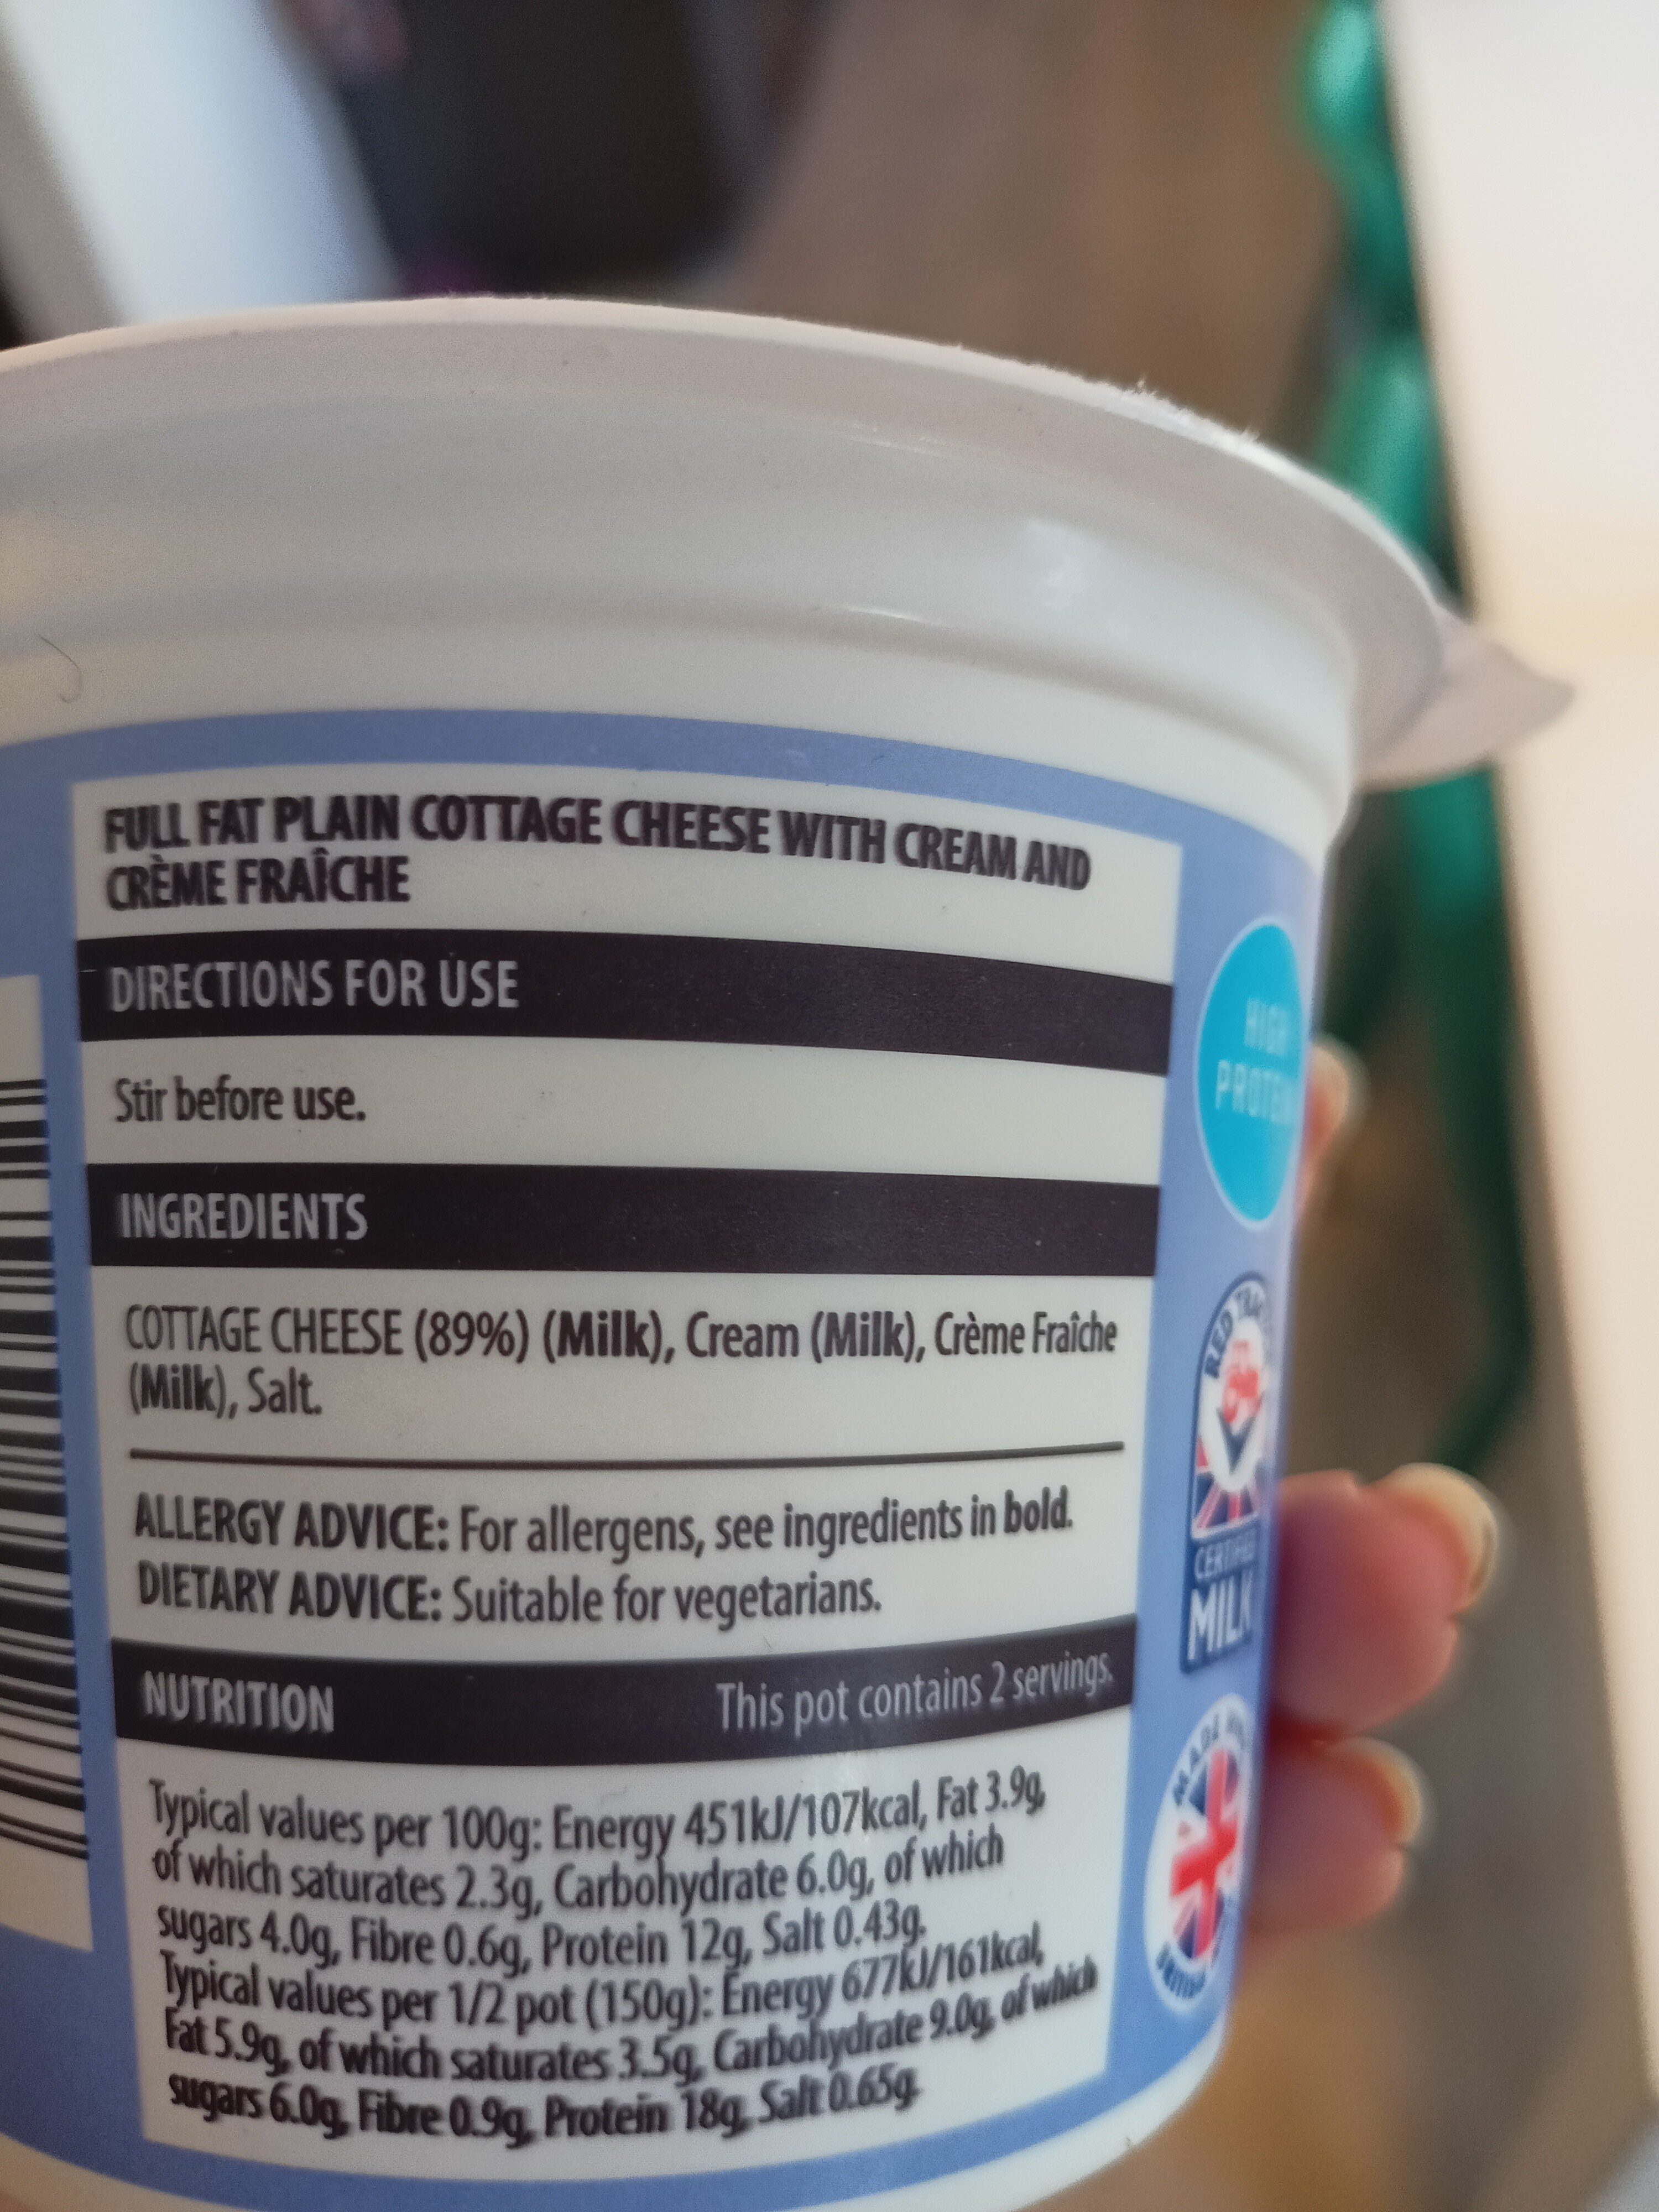 FULL FAT PLAIN COTTAGE CHEESE WITH CREAM AND
CRÈME FRAÎCHE
DIRECTIONS FOR USE
Stir before use.
INGREDIENTS
COTTAGE CHEESE (89%) (Milk), Cream (Milk), Crème Fraîche
(Milk), Salt.
ALLERGY ADVICE: For allergens, see ingredients in bold.
DIETARY ADVICE: Suitable for vegetarians.
NUTRITION This pot contains 2 servings.
Typical values per 100g: Energy 451kJ/107kcal, Fat 3.9g,
of which saturates 2.3g, Carbohydrate 6.0g, of which
sugars 4.0g, Fibre 0.6g, Protein 12g, Salt 0.43g.
Typical values per 1/2 pot (150g): Energy 677kJ/161kcal,
Fat 5.9g, of which saturates 3.5g, Carbohydrate 9.0g, of which
sugars 6.0g, Fibre 0.9g, Protein 18g, Salt 0.65g
HIGH
PROTEIN
RED
CERTIFIED
MILK
MADE